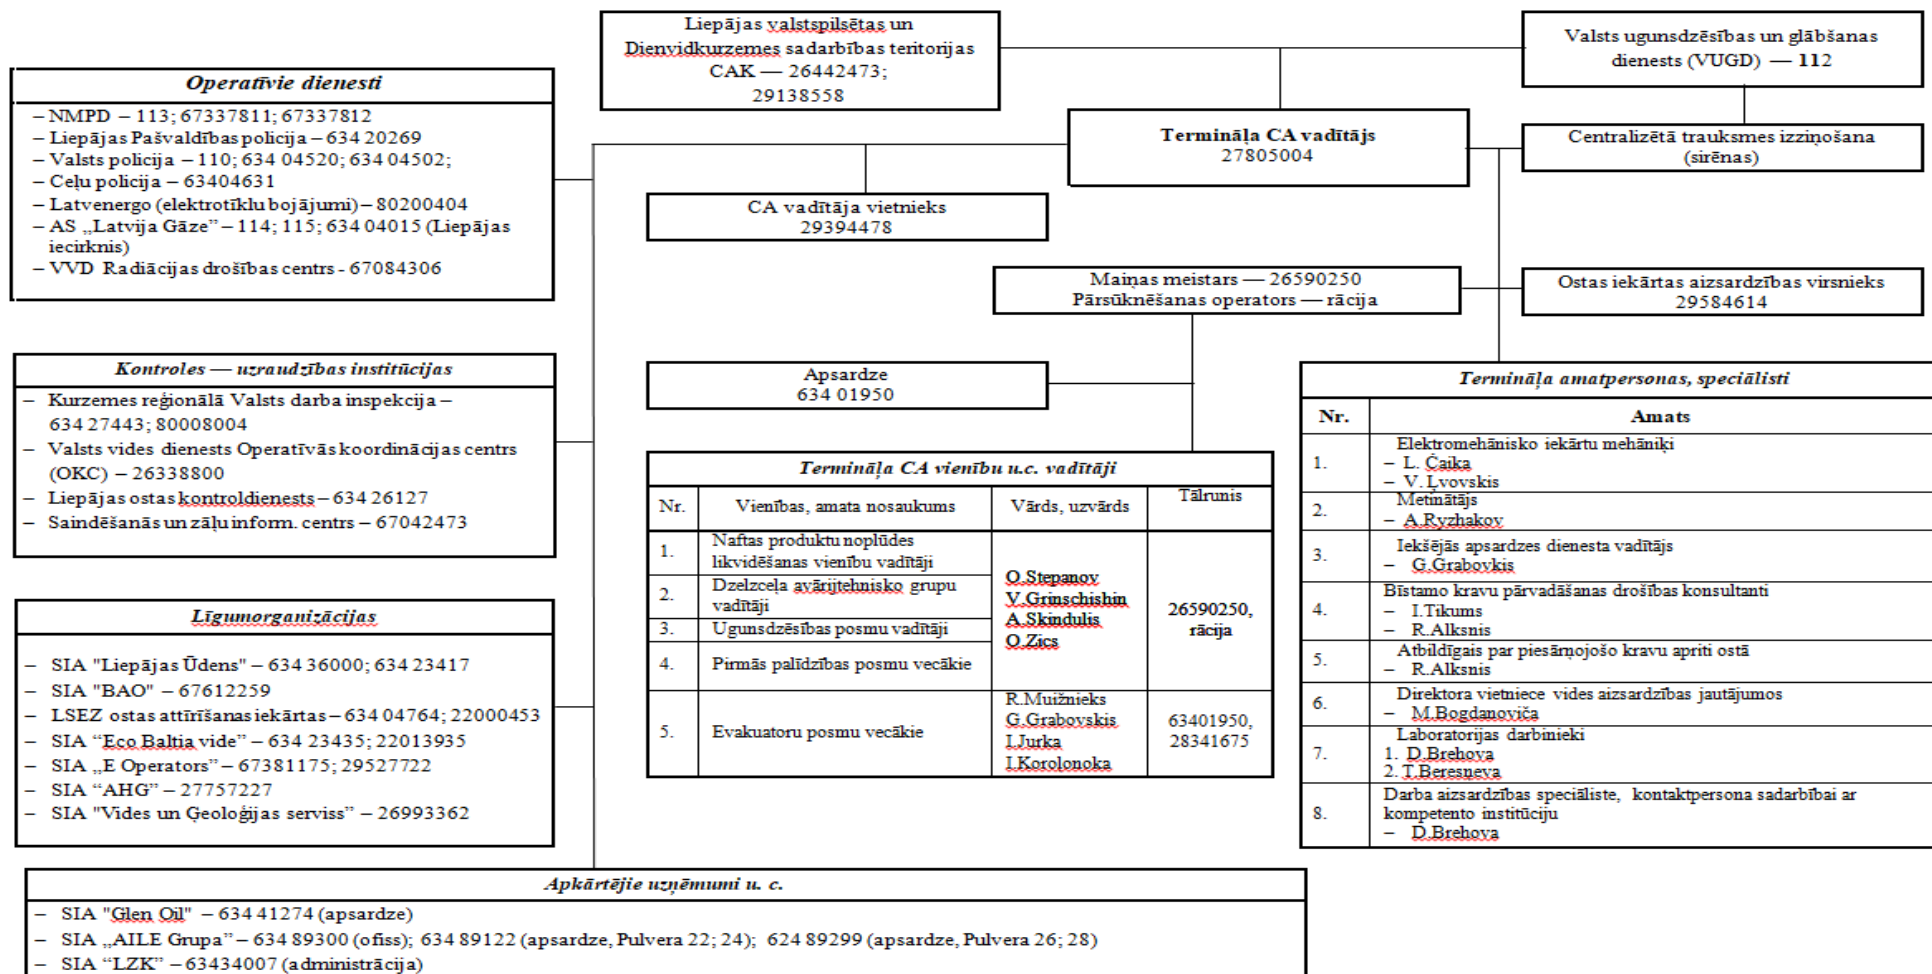 Liepājas valstspilsētas un
Dienvidkurzemes sadarbības teritorijas
CAK — 26442473;
29138558
Valsts ugunsdzēsības un glābšanas
dienests (VUGD) — 112
Operatīvie dienesti
– NMPD – 113; 67337811; 67337812
– Liepājas Pašvaldības policija – 634 20269
– Valsts policija – 110; 634 04520; 634 04502;
– Ceļu policija – 63404631
– Latvenergo (elektrotīklu bojājumi) – 80200404
– AS „Latvija Gāze” – 114; 115; 634 04015 (Liepājas
iecirknis)
– VVD Radiācijas drošības centrs - 67084306
Termināļa CA vadītājs
27805004
Centralizētā trauksmes izziņošana
(sirēnas)
CA vadītāja vietnieks
29394478
Maiņas meistars — 26590250
Pārsūknēšanas operators — rācija
Ostas iekārtas aizsardzības virsnieks
29584614
Kontroles — uzraudzības institūcijas
– Kurzemes reģionālā Valsts darba inspekcija –
634 27443; 80008004
– Valsts vides dienests Operatīvās koordinācijas centrs
(OKC) – 26338800
– Liepājas ostas kontroldienests – 634 26127
– Saindēšanās un zāļu inform. centrs – 67042473
Apsardze
634 01950
Termināļa CA vienību u.c. vadītāji
Nr. Vienības, amata nosaukums Vārds, uzvārds Tālrunis
1. Naftas produktu noplūdes
likvidēšanas vienību vadītāji
2. Dzelzceļa avārijtehnisko grupu
vadītāji
3. Ugunsdzēsības posmu vadītāji
4. Pirmās palīdzības posmu vecākie
O.Stepanov
V.Grinschishin
A.Skindulis
O.Zics
26590250,
rācija
5. Evakuatoru posmu vecākie
R.Muižnieks
G.Grabovskis
I.Jurka
I.Korolonoka
63401950,
28341675
Termināļa amatpersonas, speciālisti
Nr. Amats
1. Elektromehānisko iekārtu mehāniķi
– L. Čaika
– V. Ļvovskis
2. Metinātājs
– A.Ryzhakov
3. Iekšējās apsardzes dienesta vadītājs
– G.Grabovkis
4. Bīstamo kravu pārvadāšanas drošības konsultanti
– I.Tikums
– R.Alksnis
5. Atbildīgais par piesārņojošo kravu apriti ostā
– R.Alksnis
6. Direktora vietniece vides aizsardzības jautājumos
– M.Bogdanoviča
7. Laboratorijas darbinieki
1. D.Brehova
2. T.Beresneva
8. Darba aizsardzības speciāliste, kontaktpersona sadarbībai ar
kompetento institūciju
– D.Brehova
Līgumorganizācijas
– SIA "Liepājas Ūdens" – 634 36000; 634 23417
– SIA "BAO" – 67612259
– LSEZ ostas attīrīšanas iekārtas – 634 04764; 22000453
– SIA “Eco Baltia vide” – 634 23435; 22013935
– SIA „E Operators” – 67381175; 29527722
– SIA “AHG” – 27757227
– SIA "Vides un Ģeoloģijas serviss” – 26993362
Apkārtējie uzņēmumi u. c.
– SIA "Glen Oil" – 634 41274 (apsardze)
– SIA „AILE Grupa” – 634 89300 (ofiss); 634 89122 (apsardze, Pulvera 22; 24); 624 89299 (apsardze, Pulvera 26; 28)
– SIA “LZK” – 63434007 (administrācija)